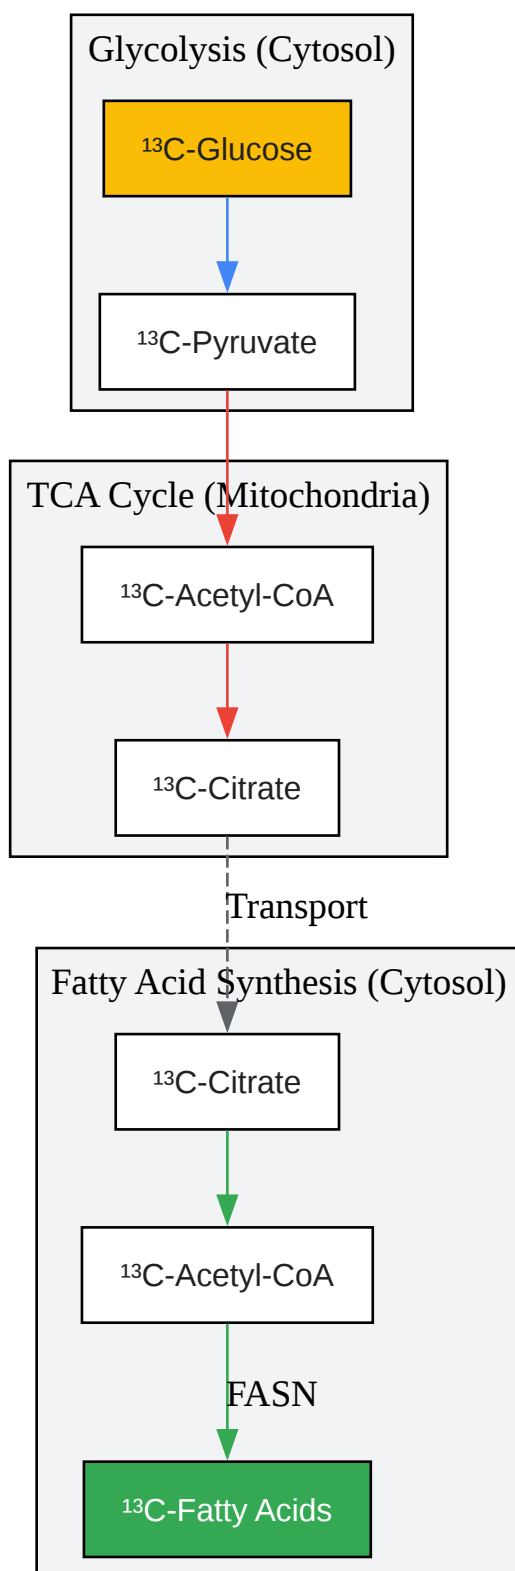 Glycolysis (Cytosol)
¹³C-Glucose
¹³C-Pyruvate
TCA Cycle (Mitochondria)
¹³C-Acetyl-CoA
¹³C-Citrate
Transport
Fatty Acid Synthesis (Cytosol)
¹³C-Citrate
¹³C-Acetyl-CoA
FASN
¹³C-Fatty Acids